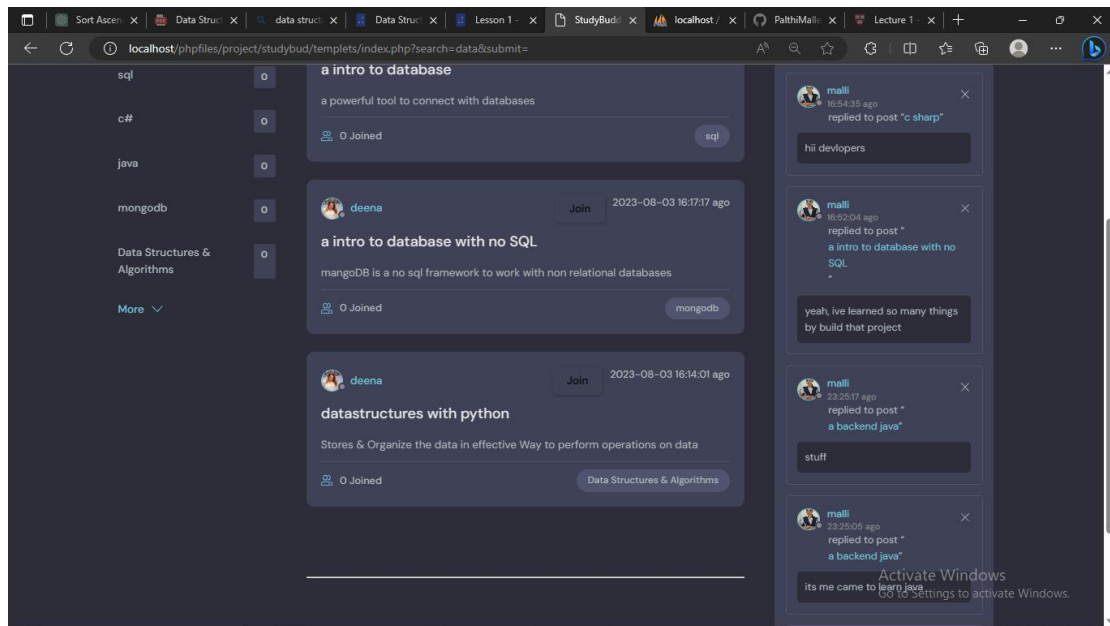 Sort Ascen
Data Struct
data struct
Data Struct
Lesson 1 -
StudyBudd
localhost /
PalthiMalle
Lecture 1 -
localhost/phpfiles/project/studybud/templets/index.php?search=data&submit=
sql
0
c#
0
java
0
mongodb
0
Data Structures &
Algorithms
0
More
a intro to database
a powerful tool to connect with databases
0 Joined
sql
deena
Join
2023-08-03 16:17:17 ago
a intro to database with no SQL
mangoDB is a no sql framework to work with non relational databases
0 Joined
mongodb
deena
Join
2023-08-03 16:14:01 ago
datastructures with python
Stores & Organize the data in effective Way to perform operations on data
0 Joined
Data Structures & Algorithms
malli
16:54:35 ago
replied to post “c sharp”
hii devlopers
malli
16:52:04 ago
replied to post “
a intro to database with no
SQL
”
yeah, ive learned so many things
by build that project
malli
23:25:17 ago
replied to post “
a backend java”
stuff
malli
23:25:05 ago
replied to post “
a backend java”
its me came to learn java
Activate Windows
Go to Settings to activate Windows.